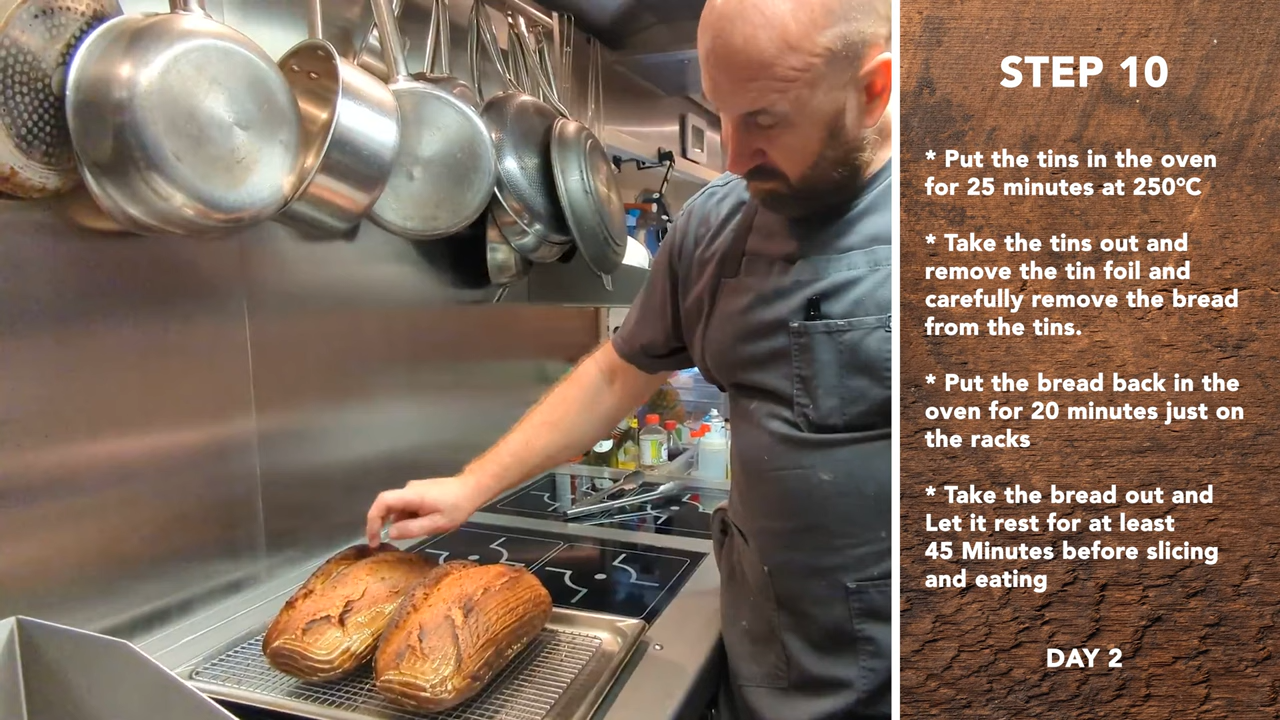 STEP 10
* Put the tins in the oven
for 25 minutes at 250°C
* Take the tins out and
remove the tin foil and
carefully remove the bread
from the tins.
* Put the bread back in the
oven for 20 minutes just on
the racks
* Take the bread out and
Let it rest for at least
45 Minutes before slicing
and eating
DAY 2